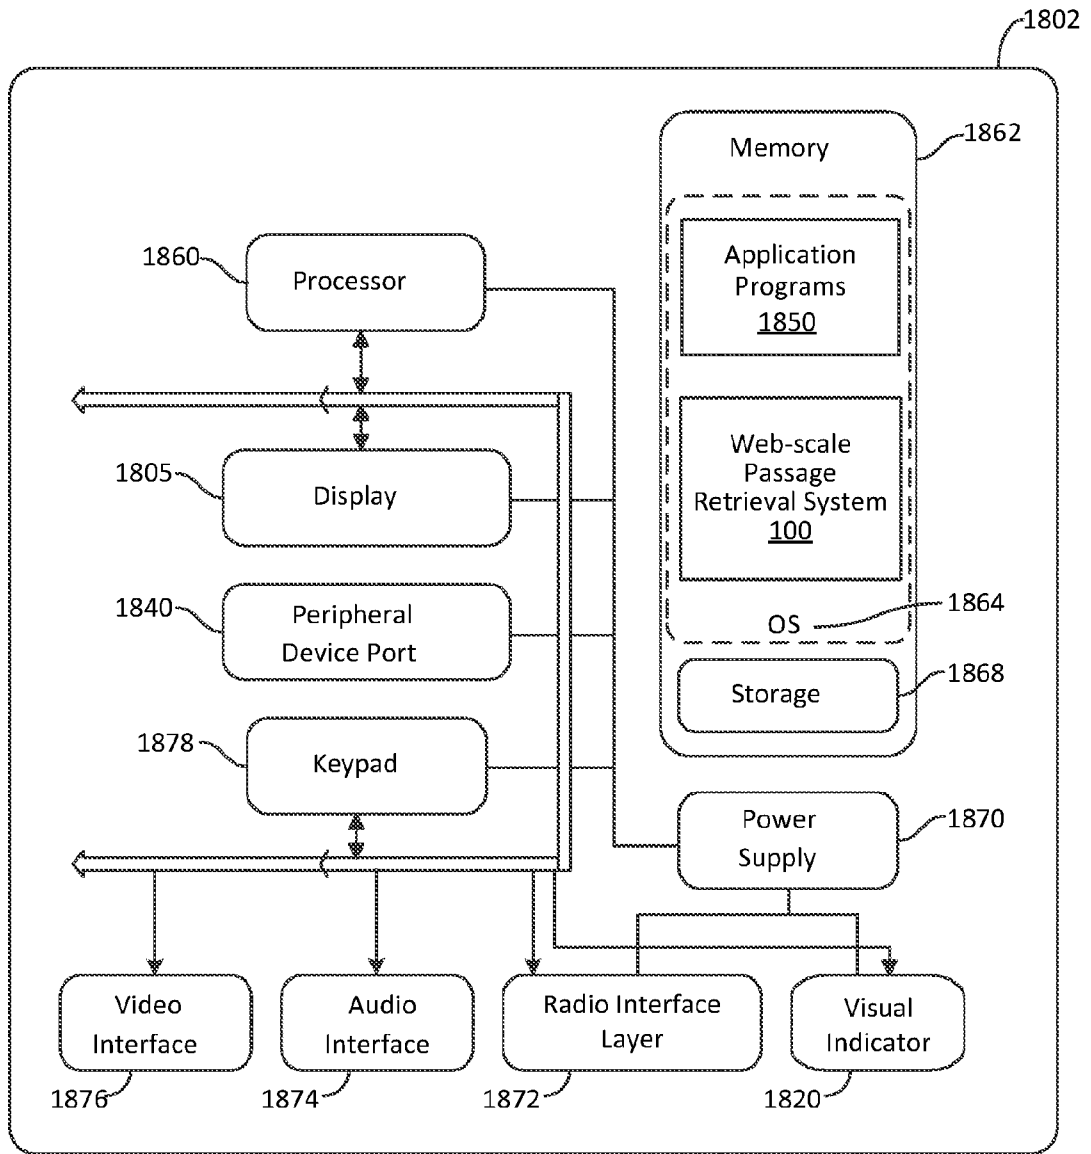 1802
Memory
1862
Application
Programs
1850
1860
Processor
Web-scale
Passage
Retrieval System
100
1805
Display
1840
Peripheral
Device Port
OS
1864
Storage
1868
1878
Keypad
Power
Supply
1870
Video
Interface
Audio
Interface
Radio Interface
Layer
Visual
Indicator
1876
1874
1872
1820